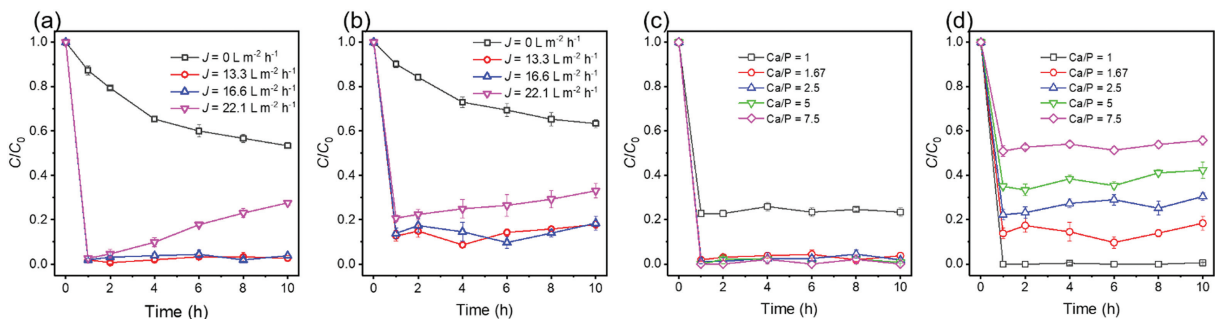 (a)
C/C₀
1.0
0.8
0.6
0.4
0.2
0.0
0 2 4 6 8 10
Time (h)
J = 0 L m⁻² h⁻¹
J = 13.3 L m⁻² h⁻¹
J = 16.6 L m⁻² h⁻¹
J = 22.1 L m⁻² h⁻¹
(b)
C/C₀
1.0
0.8
0.6
0.4
0.2
0.0
0 2 4 6 8 10
Time (h)
J = 0 L m⁻² h⁻¹
J = 13.3 L m⁻² h⁻¹
J = 16.6 L m⁻² h⁻¹
J = 22.1 L m⁻² h⁻¹
(c)
C/C₀
1.0
0.8
0.6
0.4
0.2
0.0
0 2 4 6 8 10
Time (h)
Ca/P = 1
Ca/P = 1.67
Ca/P = 2.5
Ca/P = 5
Ca/P = 7.5
(d)
C/C₀
1.0
0.8
0.6
0.4
0.2
0.0
0 2 4 6 8 10
Time (h)
Ca/P = 1
Ca/P = 1.67
Ca/P = 2.5
Ca/P = 5
Ca/P = 7.5